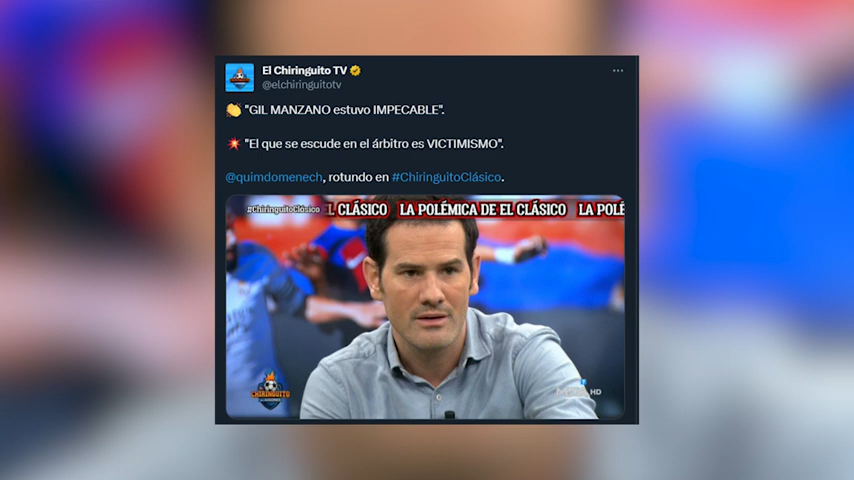 El Chiringuito TV
@elchiringuitotv
"GIL MANZANO estuvo IMPECABLE".
"El que se escude en el árbitro es VICTIMISMO".
@quimdomenech, rotundo en #ChiringuitoClásico.
#ChiringuitoClásico EL CLÁSICO LA POLÉMICA DE EL CLÁSICO LA POLÉ
CHIRINGUITO
HD